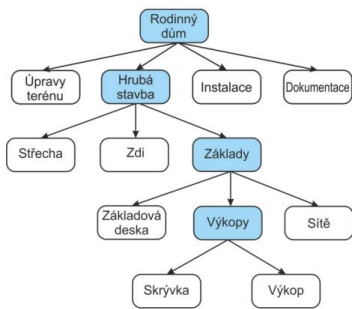 Rodinný
dům
Úpravy
terénu
Hrubá
stavba
Instalace
Dokumentace
Střecha
Zdi
Základy
Základová
deska
Výkopy
Sítě
Skrývka
Výkop